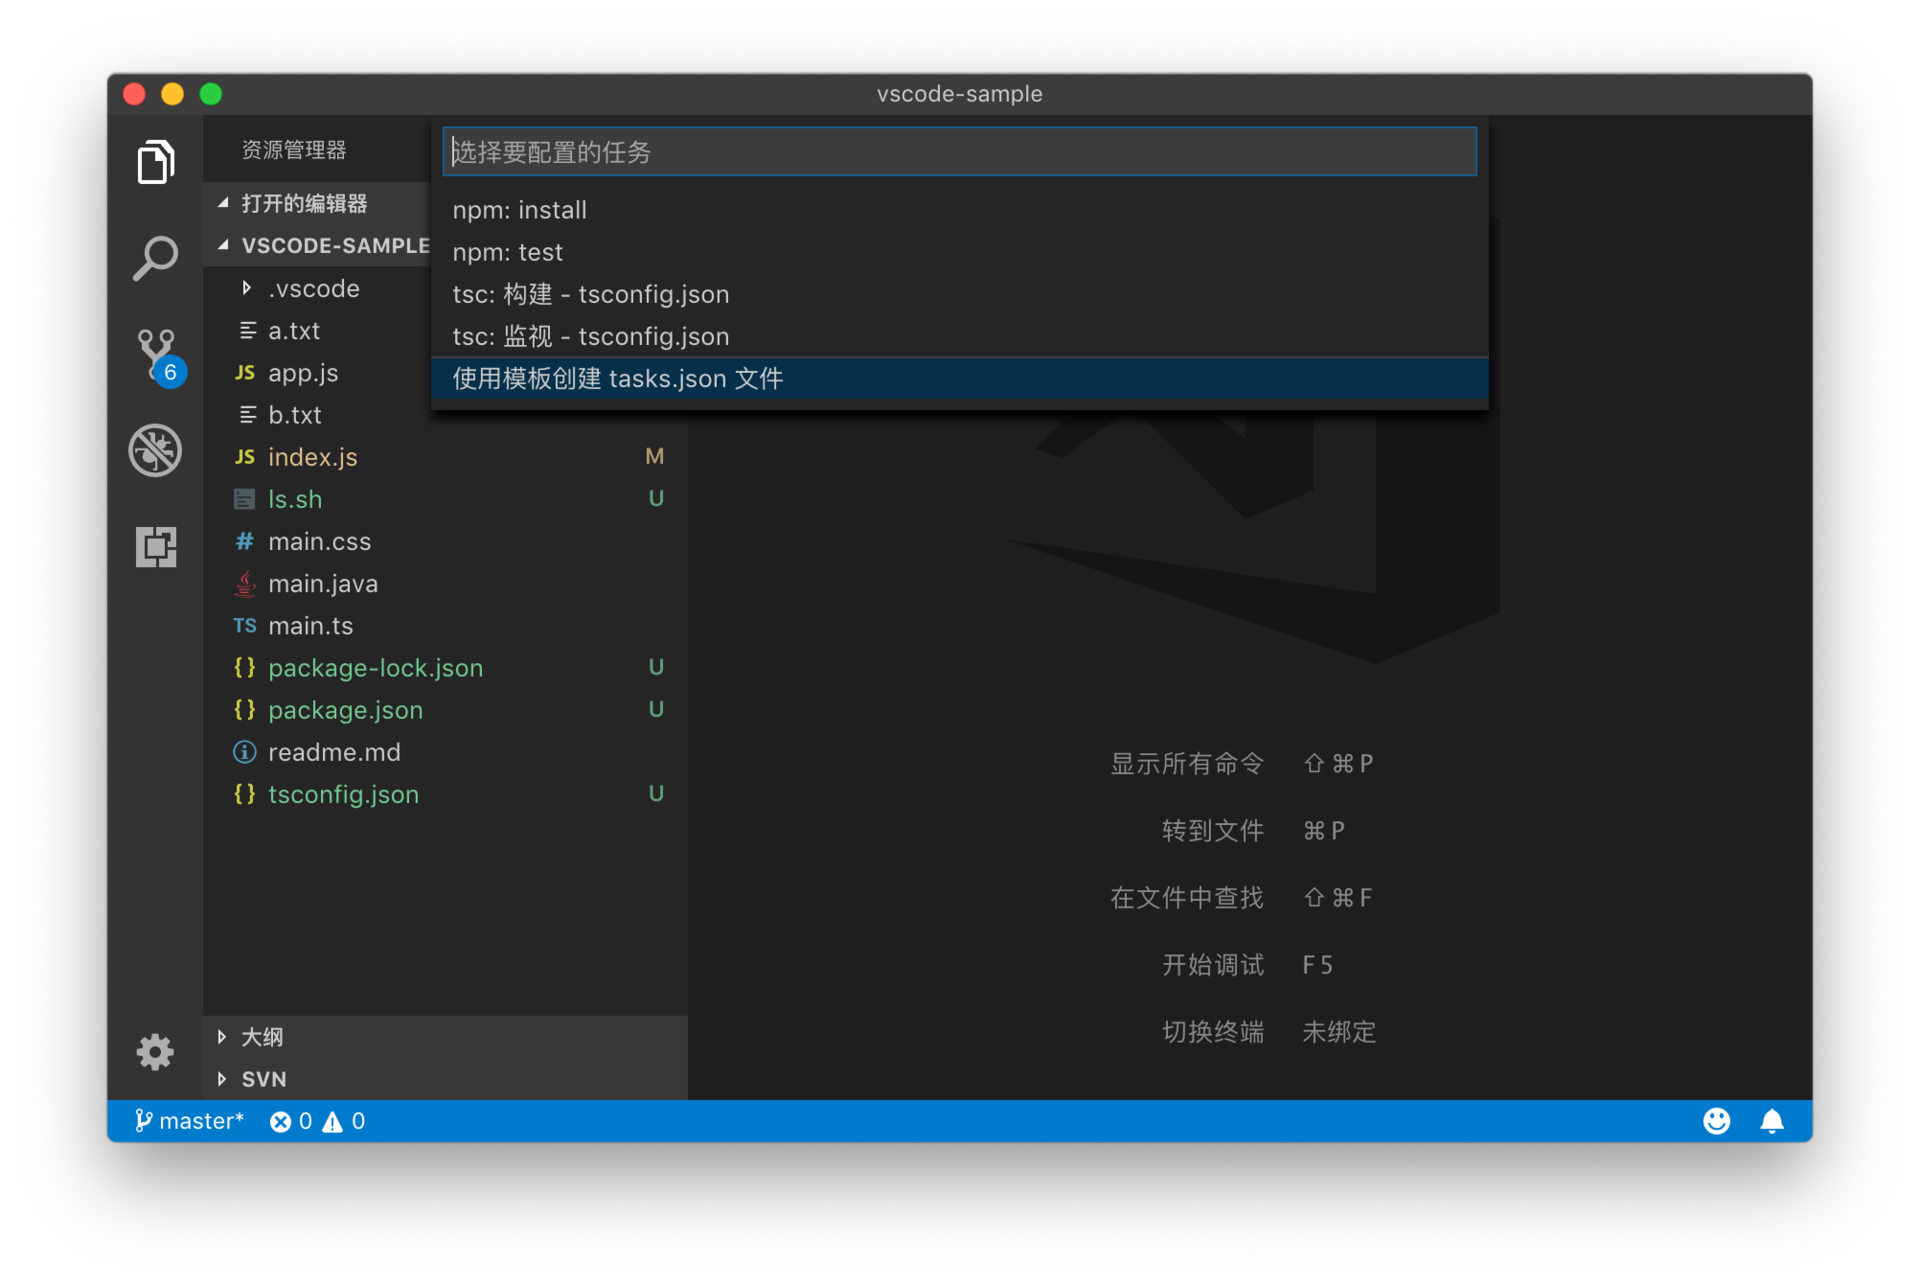 vscode-sample
资源管理器
选择要配置的任务
npm: install
npm: test
tsc: 构建 - tsconfig.json
tsc: 监视 - tsconfig.json
使用模板创建 tasks.json 文件
打开的编辑器
VSCODE-SAMPLE
.vscode
a.txt
JS app.js
b.txt
JS index.js M
ls.sh U
# main.css
main.java
TS main.ts
{} package-lock.json U
{} package.json U
readme.md
{} tsconfig.json U
6
显示所有命令 ⇧⌘P
转到文件 ⌘P
在文件中查找 ⇧⌘F
开始调试 F5
切换终端 未绑定
大纲
SVN
master* 0 0